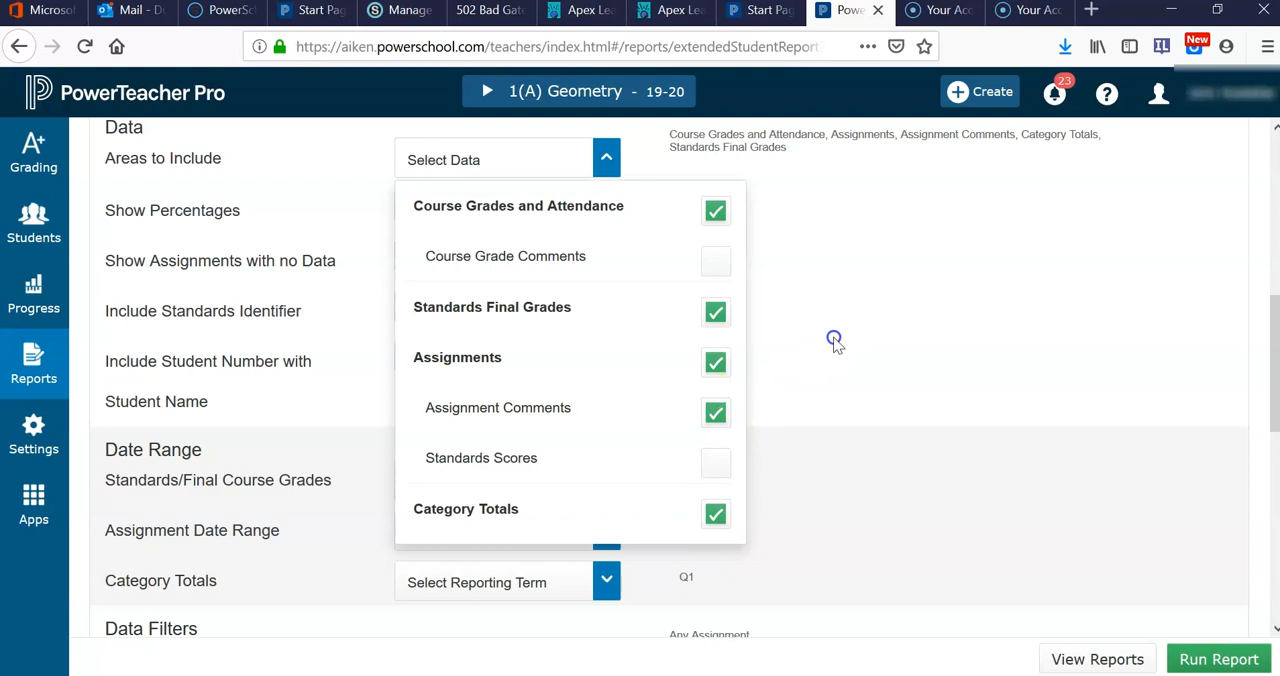 Microsof
Mail - D
PowerSc
Start Pag
Manage
502 Bad Gat
Apex Lea
Apex Lea
Start Pag
Powe
Your Acc
Your Acc
https://aiken.powerschool.com/teachers/index.html#/reports/extendedStudentReport
New
PowerTeacher Pro
1(A) Geometry - 19-20
Create
23
Grading
Students
Progress
Reports
Settings
Apps
Data
Areas to Include
Select Data
Course Grades and Attendance, Assignments, Assignment Comments, Category Totals,
Standards Final Grades
Show Percentages
Show Assignments with no Data
Include Standards Identifier
Include Student Number with
Student Name
Course Grades and Attendance
Course Grade Comments
Standards Final Grades
Assignments
Assignment Comments
Standards Scores
Category Totals
Date Range
Standards/Final Course Grades
Assignment Date Range
Category Totals
Select Reporting Term
Q1
Data Filters
Any Assignment
View Reports
Run Report